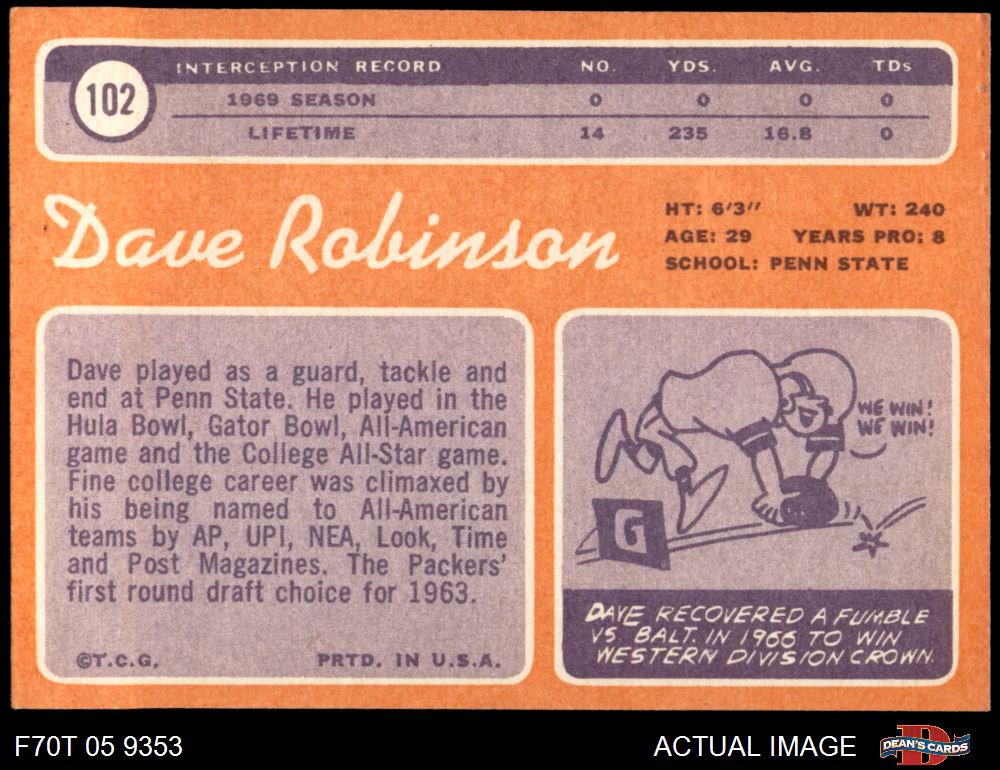 102
INTERCEPTION RECORD NO. YDS. AVG. TDs
1969 SEASON 0 0 0 0
LIFETIME 14 235 16.8 0
Dave Robinson
HT: 6'3" WT: 240
AGE: 29 YEARS PRO: 8
SCHOOL: PENN STATE
Dave played as a guard, tackle and
end at Penn State. He played in the
Hula Bowl, Gator Bowl, All-American
game and the College All-Star game.
Fine college career was climaxed by
his being named to All-American
teams by AP, UPI, NEA, Look, Time
and Post Magazines. The Packers'
first round draft choice for 1963.
©T.C.G. PRTD. IN U.S.A.
WE WIN!
WE WIN!
G
DAVE RECOVERED A FUMBLE
VS. BALT. IN 1966 TO WIN
WESTERN DIVISION CROWN.
F70T 05 9353
ACTUAL IMAGE
D
DEAN'S CARDS